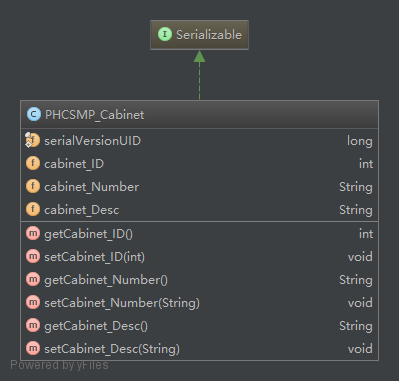 I Serializable
C PHCSMP_Cabinet
f serialVersionUID long
f cabinet_ID int
f cabinet_Number String
f cabinet_Desc String
m getCabinet_ID() int
m setCabinet_ID(int) void
m getCabinet_Number() String
m setCabinet_Number(String) void
m getCabinet_Desc() String
m setCabinet_Desc(String) void
Powered by yFiles